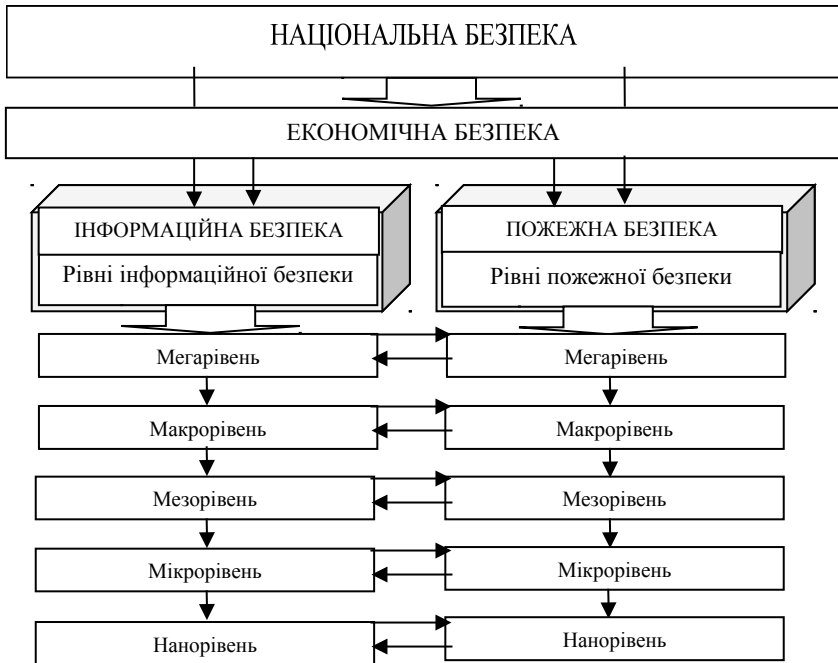 НАЦІОНАЛЬНА БЕЗПЕКА
ЕКОНОМІЧНА БЕЗПЕКА
ІНФОРМАЦІЙНА БЕЗПЕКА
Рівні інформаційної безпеки
ПОЖЕЖНА БЕЗПЕКА
Рівні пожежної безпеки
Мегарівень
Мегарівень
Макрорівень
Макрорівень
Мезорівень
Мезорівень
Мікрорівень
Мікрорівень
Нанорівень
Нанорівень